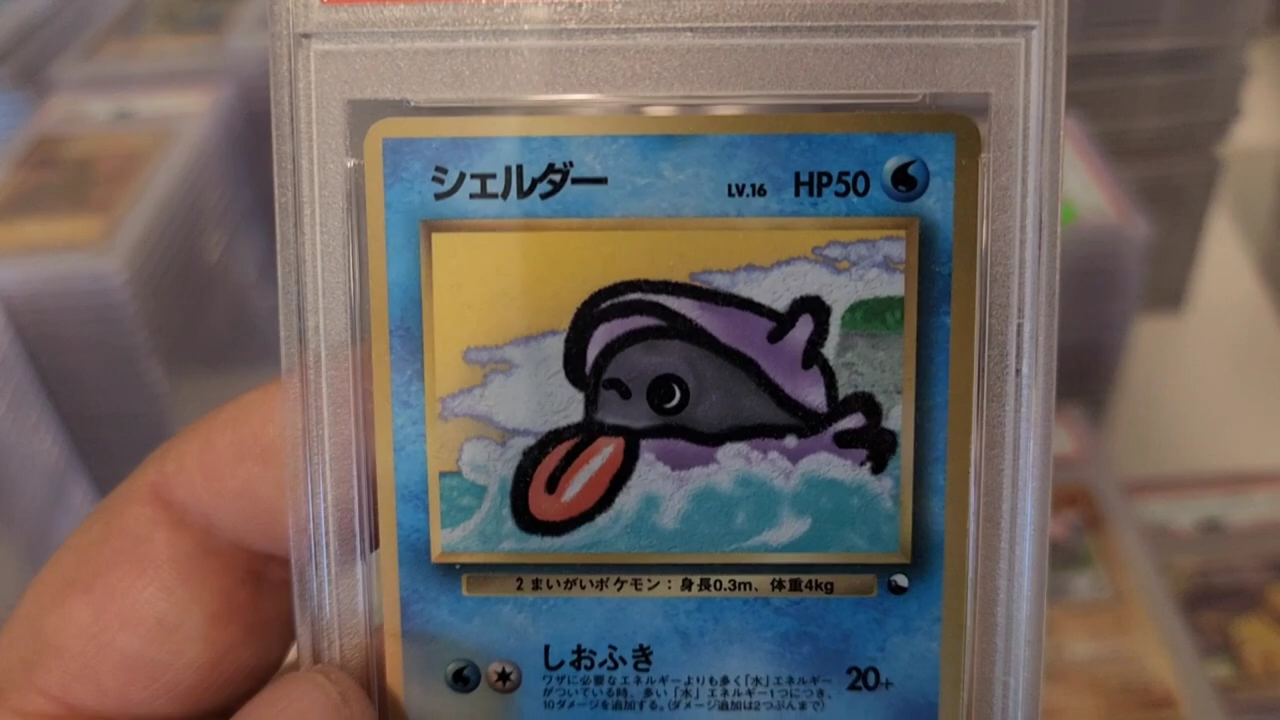 シェルダー LV.16 HP50
2まいがいポケモン:身長0.3m、体重4kg
しおふき 20+
ワザに必要なエネルギーよりも多く「水」エネルギー
がついている時、多い「水」エネルギー1つにつき、
10ダメージを追加する。(ダメージ追加は2つぶんまで)